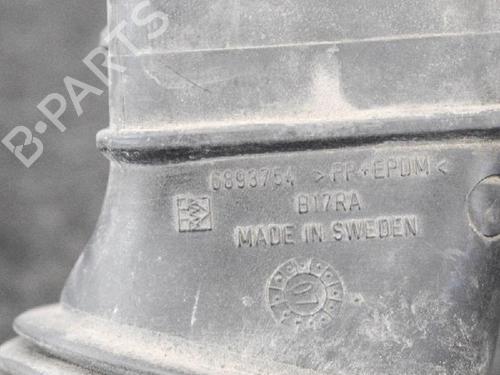 B-PARTS
6893754 >PP+EPDM<
B17RA
MADE IN SWEDEN